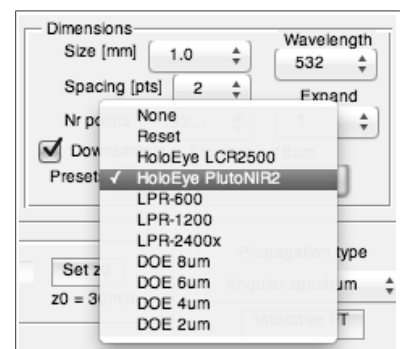 Dimensions
Wavelength
Size [mm] 1.0
532
Spacing [pts] 2
Expand
Nr po
None
Reset
Dow
HoloEye LCR2500
Preset ✓ HoloEye PlutoNIR2
LPR-600
LPR-1200
LPR-2400x
Propagation type
Set z0
DOE 8um
DOE 6um
Angular spectrum
z0 = 30
DOE 4um
DOE 2um
Interative FT